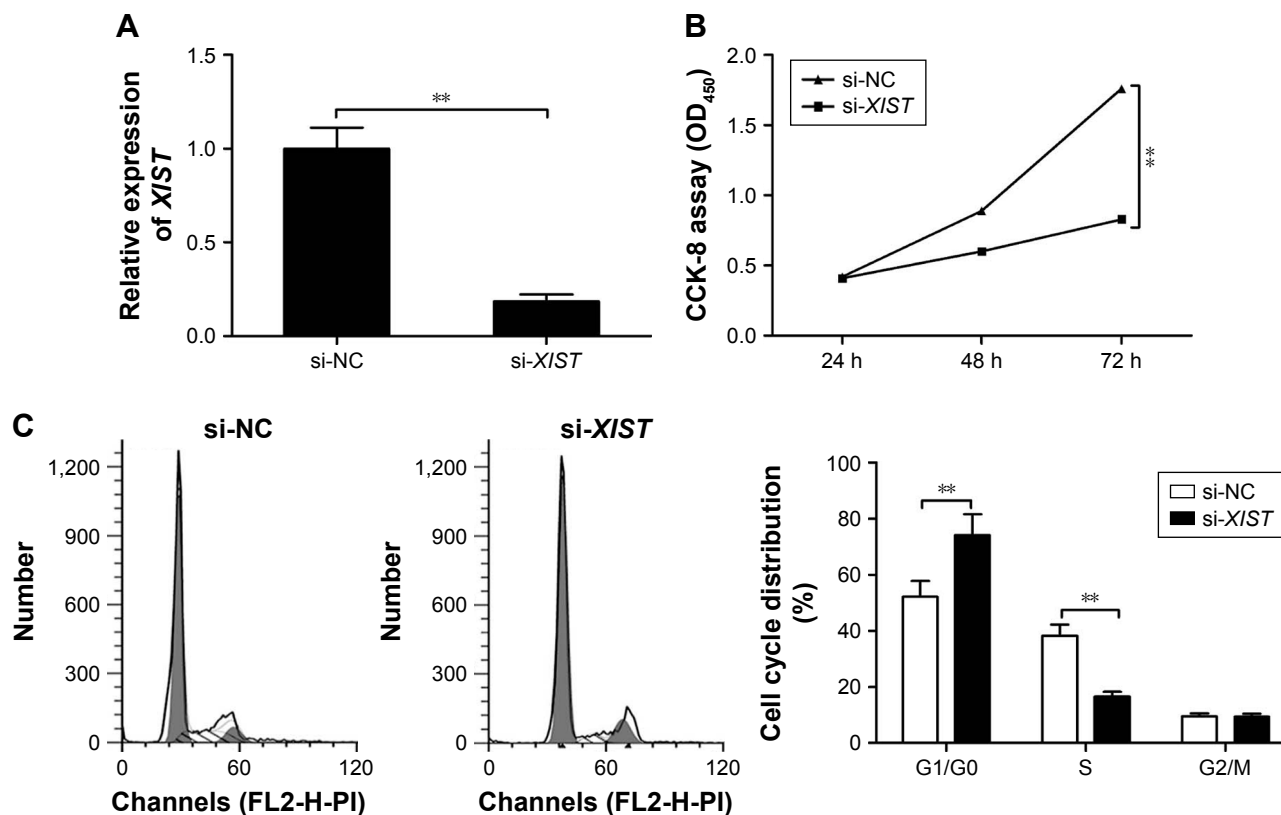 A
Relative expression
of XIST
1.5
1.0
0.5
0.0
**
si-NC
si-XIST
B
CCK-8 assay (OD450)
2.0
1.5
1.0
0.5
0.0
si-NC
si-XIST
**
24 h
48 h
72 h
C
si-NC
Number
1,200
900
600
300
0
0
60
120
Channels (FL2-H-PI)
si-XIST
Number
1,200
900
600
300
0
0
60
120
Channels (FL2-H-PI)
Cell cycle distribution
(%)
100
80
60
40
20
0
**
**
si-NC
si-XIST
G1/G0
S
G2/M